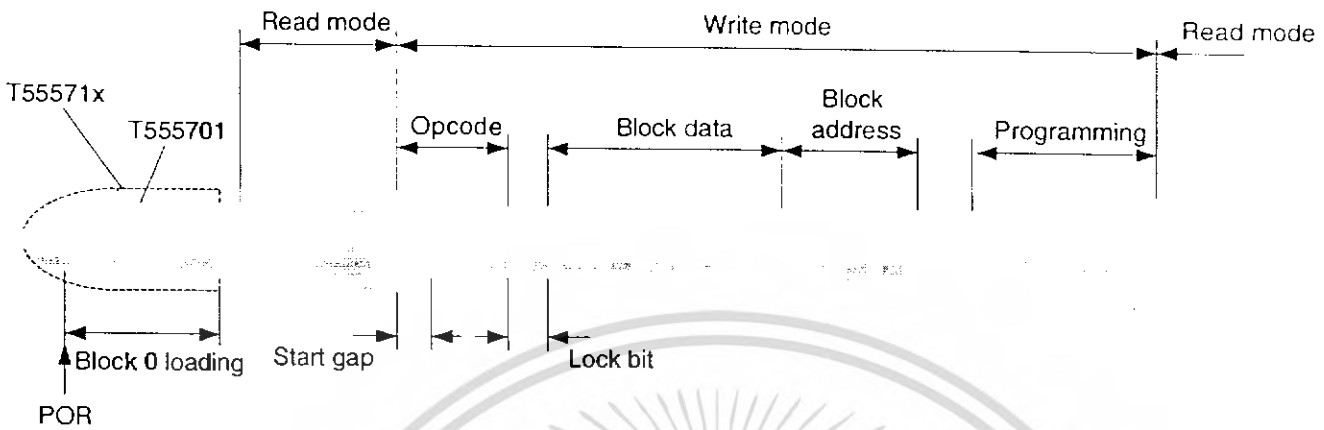 Read mode
Write mode
Read mode
T55571x
T555701
Opcode
Block data
Block address
Programming
Block 0 loading
Start gap
Lock bit
POR